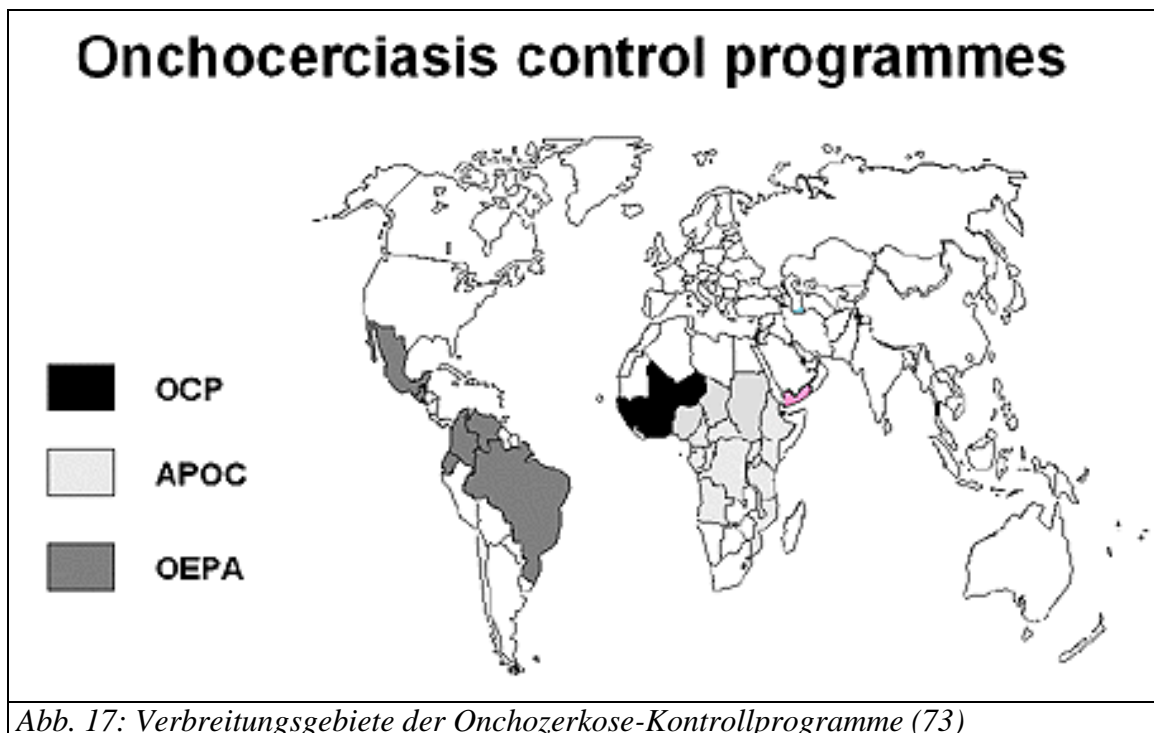 Onchocerciasis control programmes
OCP
APOC
OEPA
Abb. 17: Verbreitungsgebiete der Onchozerkose-Kontrollprogramme (73)